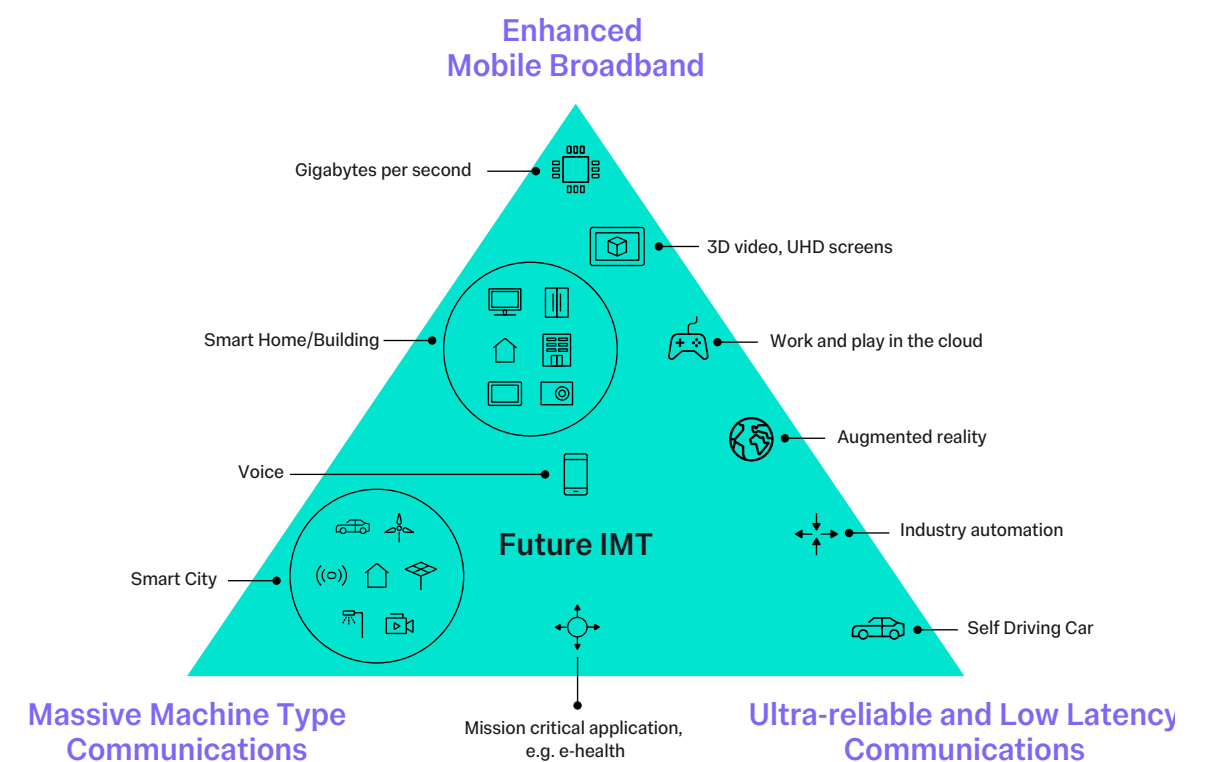 Enhanced
Mobile Broadband
Gigabytes per second
3D video, UHD screens
Smart Home/Building
Work and play in the cloud
Augmented reality
Voice
Industry automation
Future IMT
Smart City
Self Driving Car
Massive Machine Type
Communications
Mission critical application,
e.g. e-health
Ultra-reliable and Low Latency
Communications